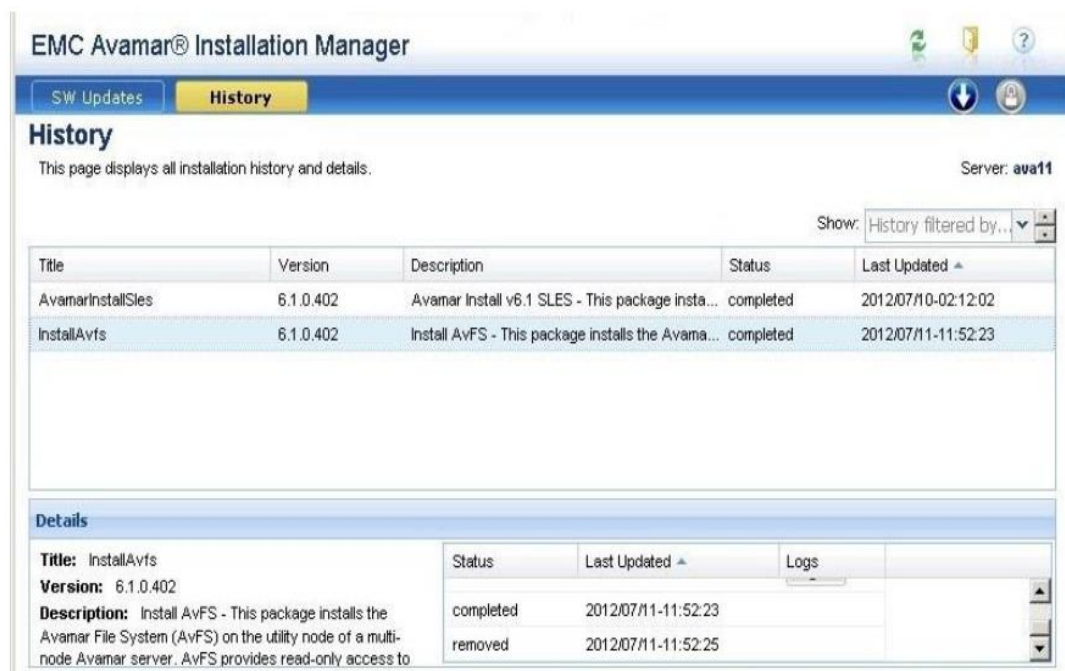 EMC Avamar® Installation Manager
?
SW Updates History
History
This page displays all installation history and details.
Server: ava11
Show: History filtered by...
Title Version Description Status Last Updated
AvamarInstallSles 6.1.0.402 Avamar Install v6.1 SLES - This package insta... completed 2012/07/10-02:12:02
InstallAvfs 6.1.0.402 Install AvFS - This package installs the Avama... completed 2012/07/11-11:52:23
Details
Title: InstallAvfs
Version: 6.1.0.402
Description: Install AvFS - This package installs the
Avamar File System (AvFS) on the utility node of a multi-
node Avamar server. AvFS provides read-only access to
Status Last Updated Logs
completed 2012/07/11-11:52:23
removed 2012/07/11-11:52:25